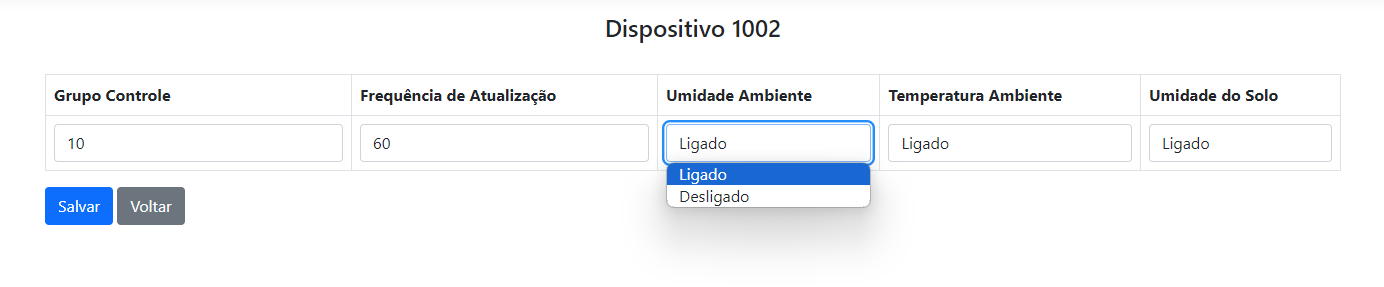 Dispositivo 1002
Grupo Controle Frequência de Atualização Umidade Ambiente Temperatura Ambiente Umidade do Solo
10 60 Ligado Ligado Ligado
Ligado
Desligado
Salvar Voltar